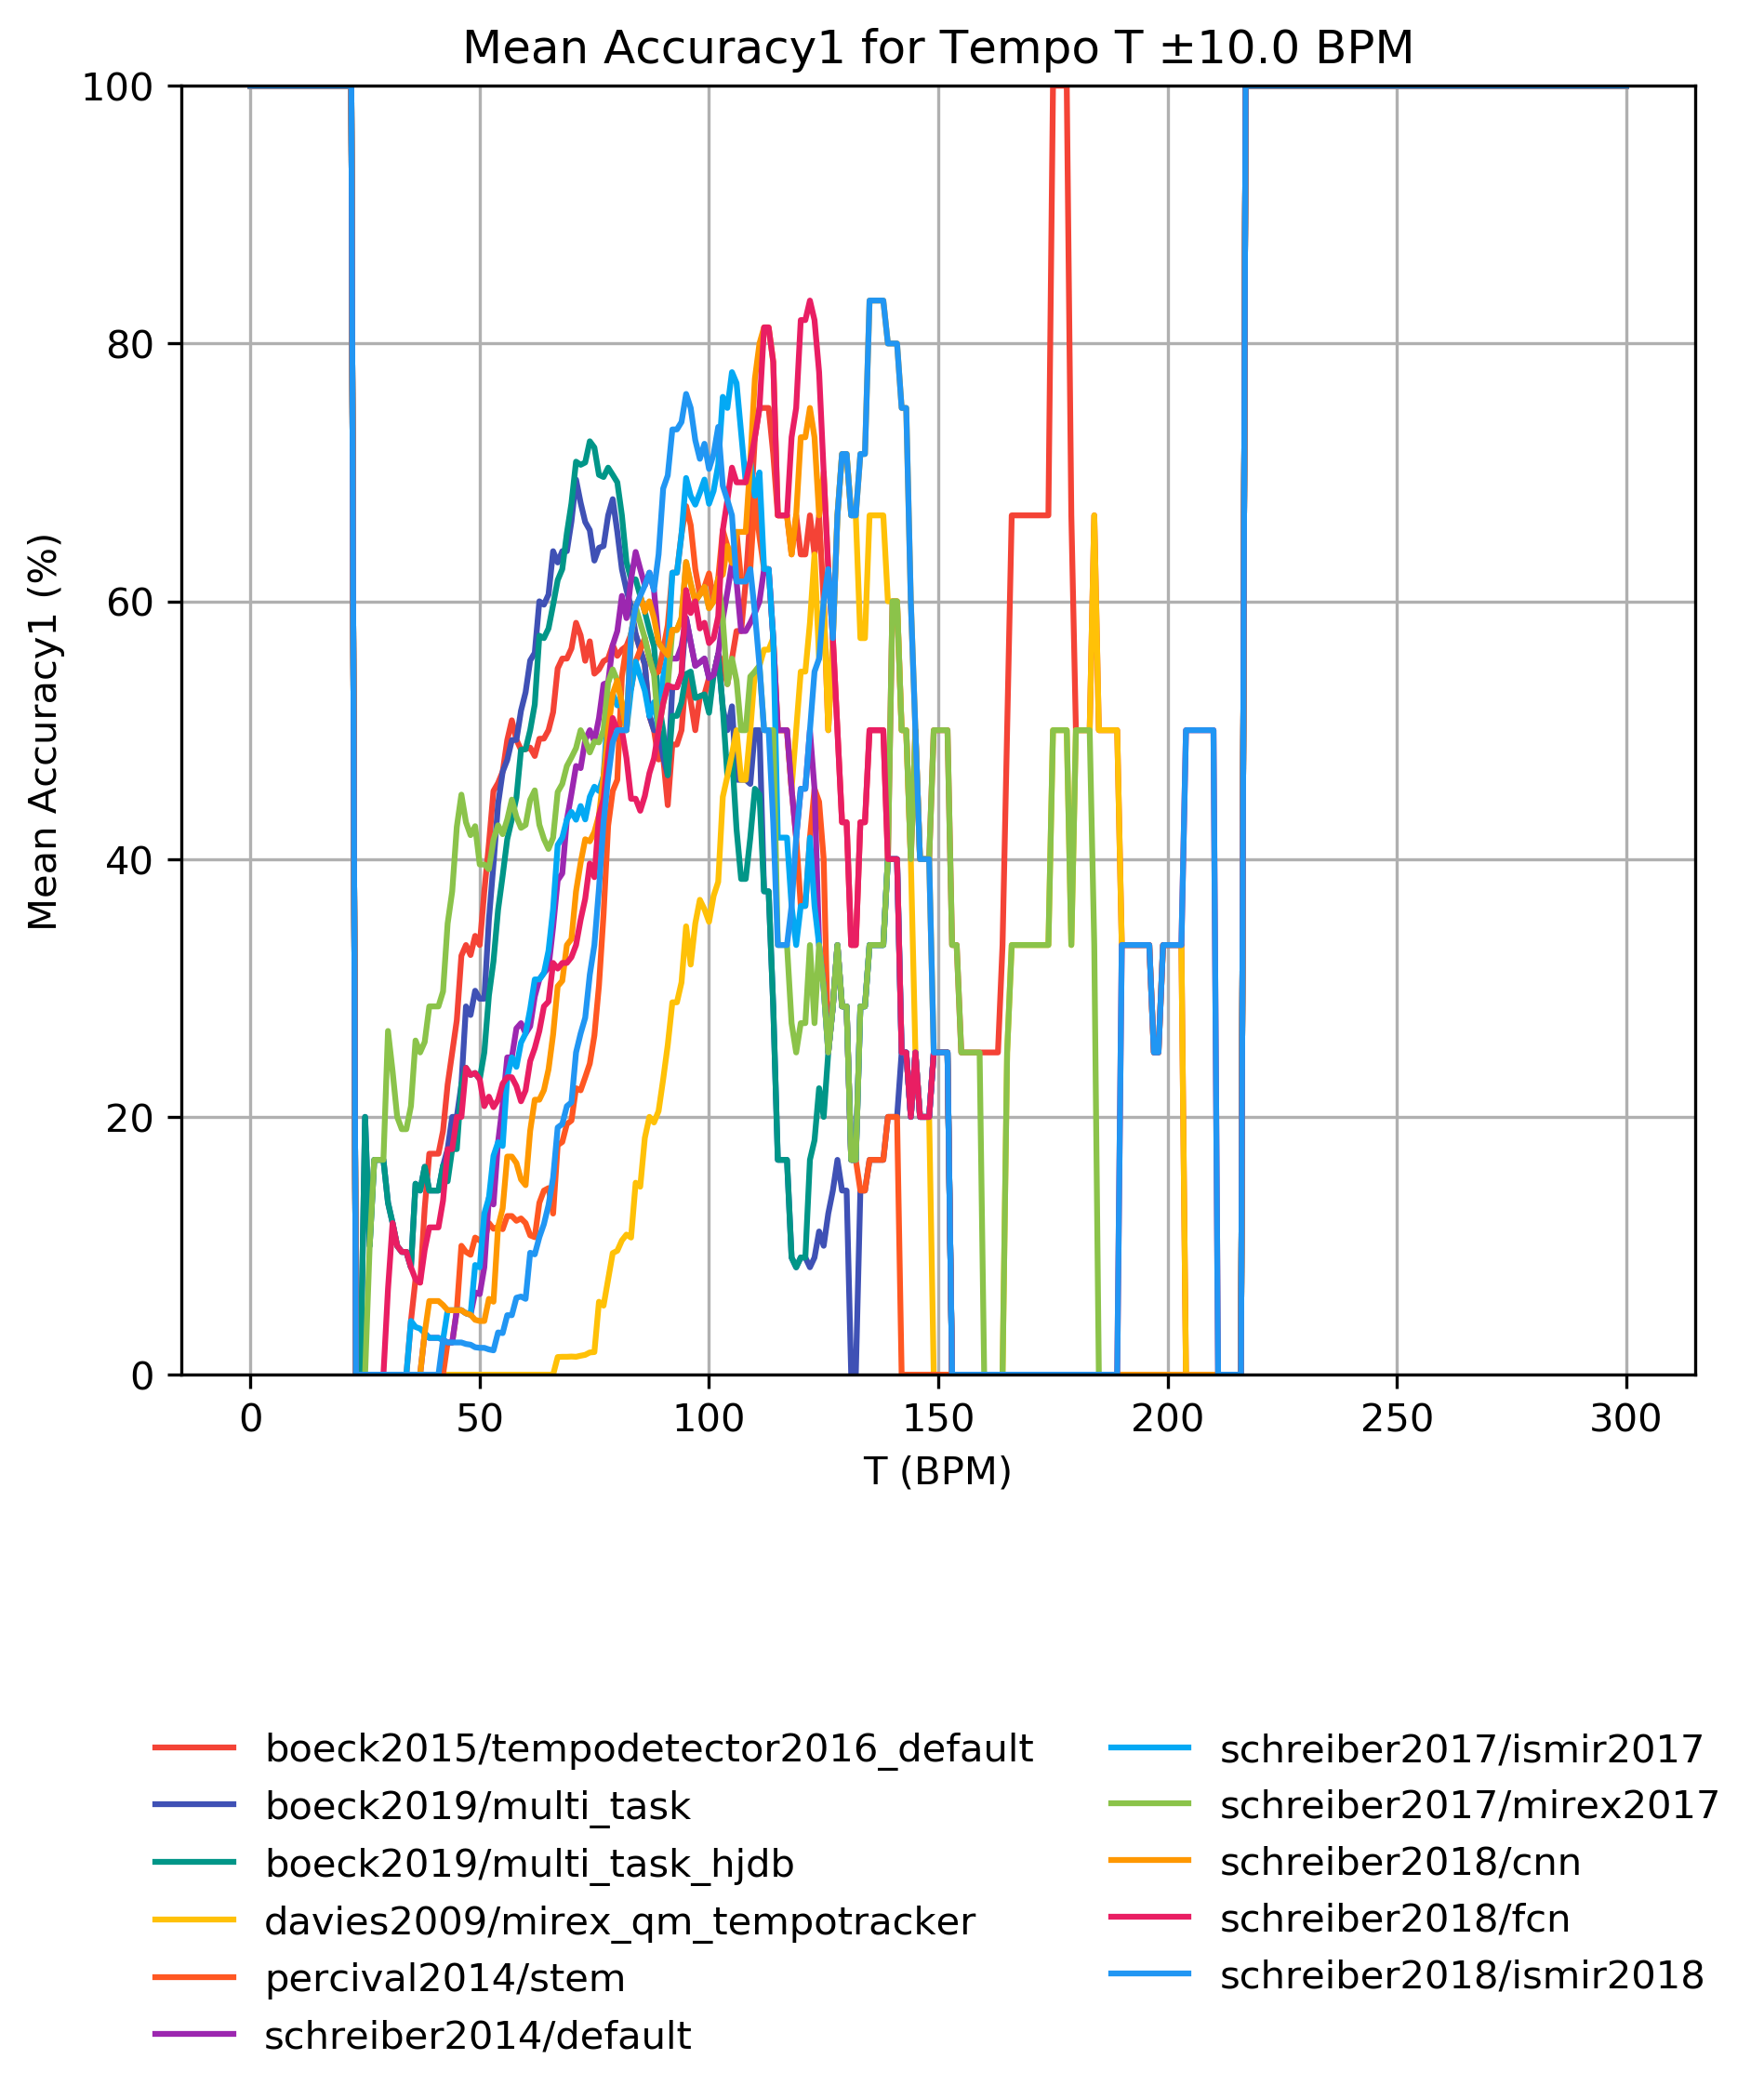 Mean Accuracy1 for Tempo T ±10.0 BPM
100
80
60
40
20
0
Mean Accuracy1 (%)
0 50 100 150 200 250 300
T (BPM)
boeck2015/tempodetector2016_default
boeck2019/multi_task
boeck2019/multi_task_hjdb
davies2009/mirex_qm_tempotracker
percival2014/stem
schreiber2014/default
schreiber2017/ismir2017
schreiber2017/mirex2017
schreiber2018/cnn
schreiber2018/fcn
schreiber2018/ismir2018